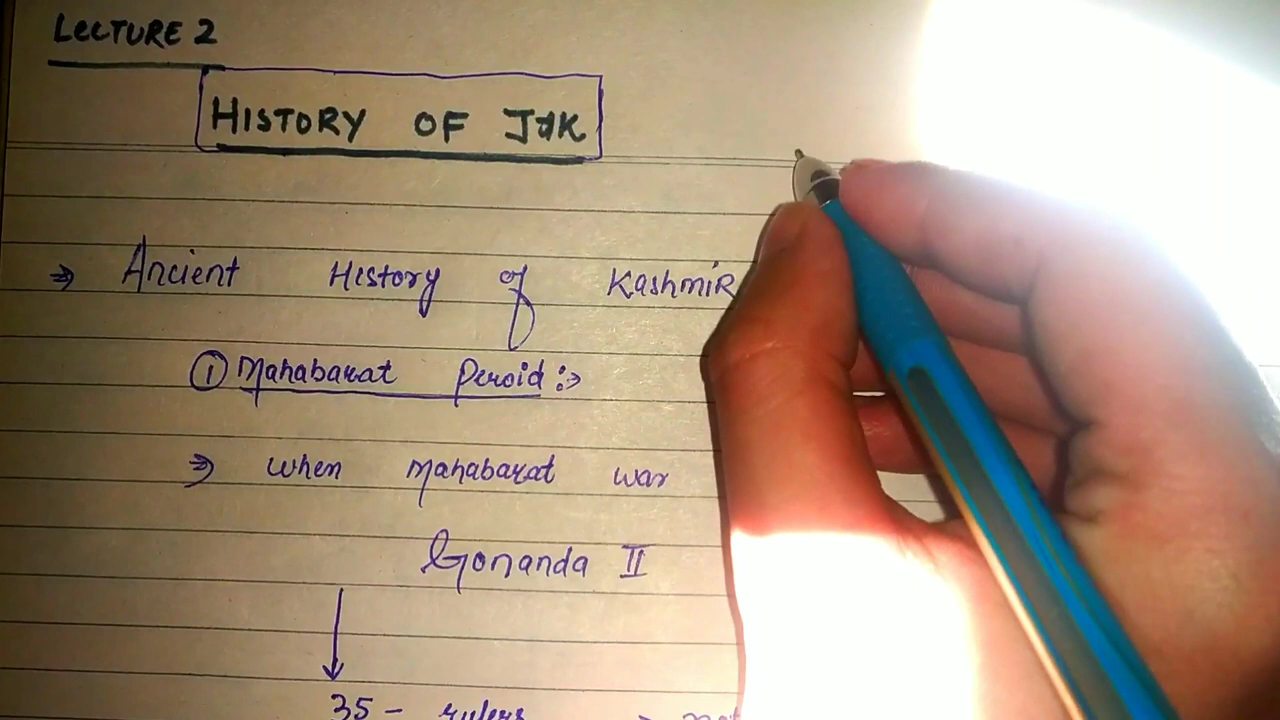 LECTURE 2
HISTORY OF J&K
⇒ Ancient History of Kashmir
① Mahabarat Peroid :→
⇒ when mahabarat war
Gonanda II
35 - rulers